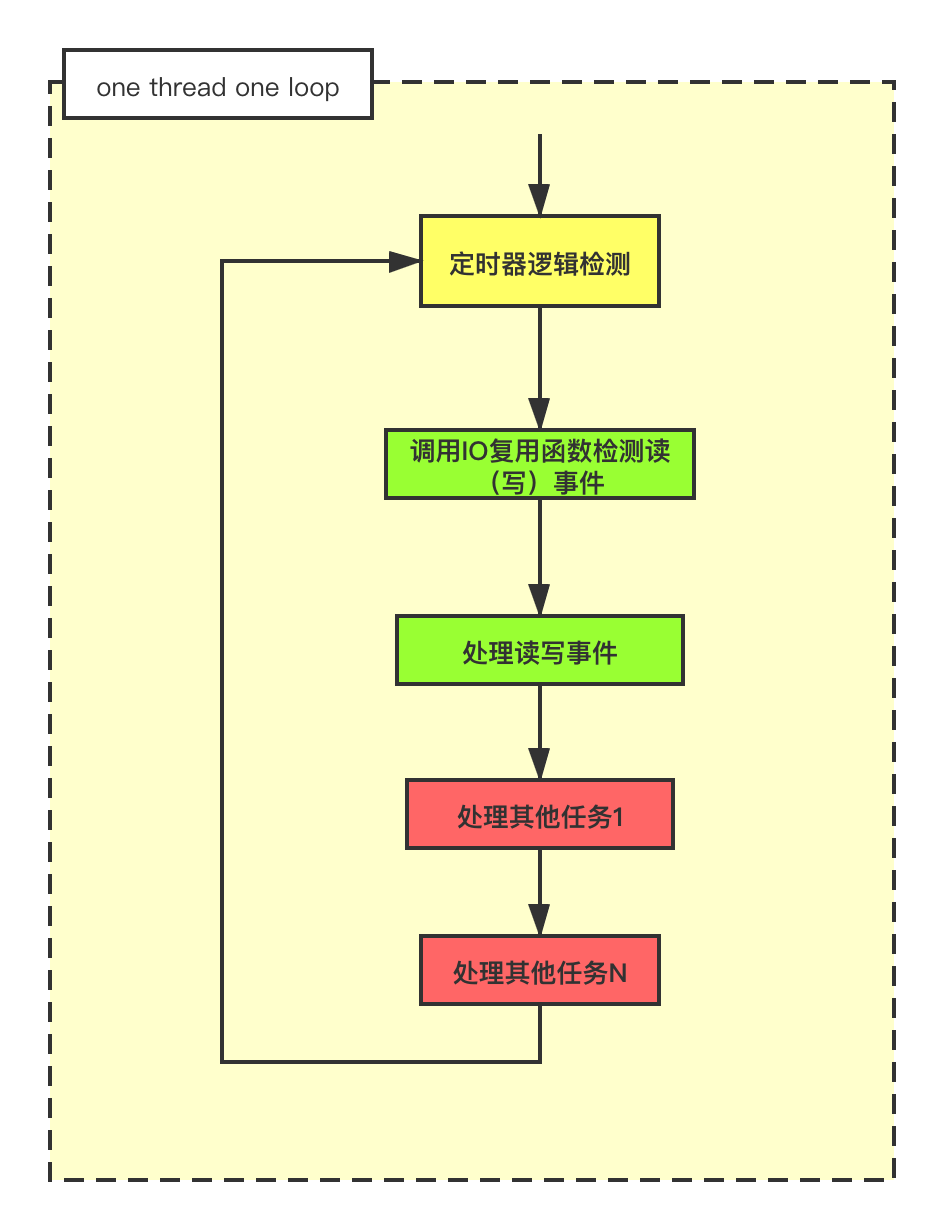 one thread one loop
定时器逻辑检测
调用IO复用函数检测读
（写）事件
处理读写事件
处理其他任务1
处理其他任务N